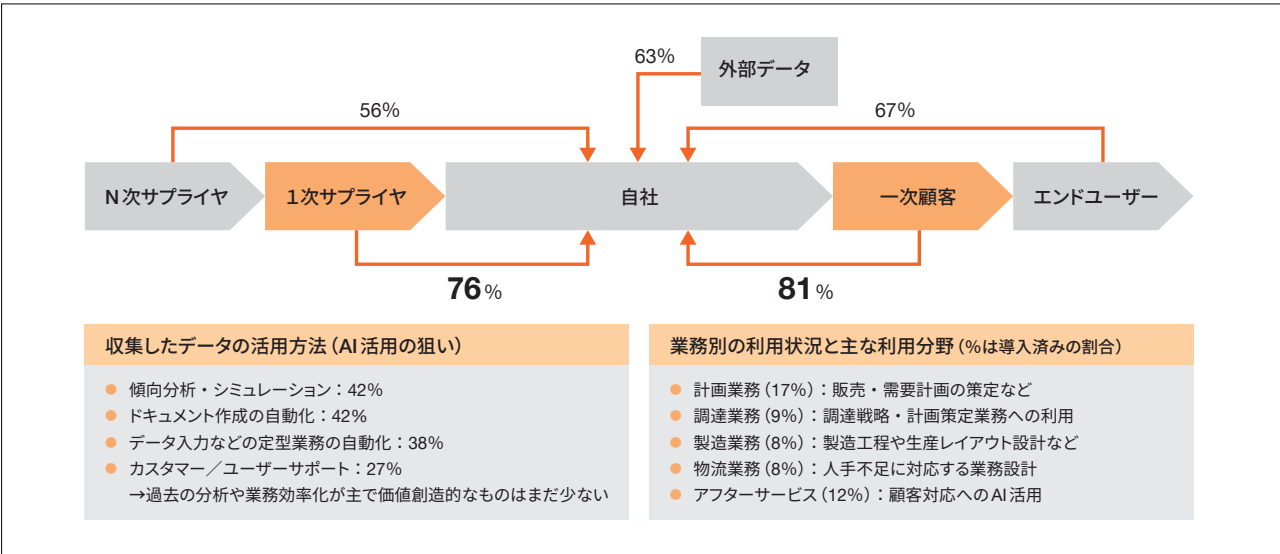 63%
外部データ
56%
67%
N次サプライヤ
1次サプライヤ
自社
一次顧客
エンドユーザー
76%
81%
収集したデータの活用方法（AI活用の狙い）
● 傾向分析・シミュレーション：42%
● ドキュメント作成の自動化：42%
● データ入力などの定型業務の自動化：38%
● カスタマー／ユーザーサポート：27%
→過去の分析や業務効率化が主で価値創造的なものはまだ少ない
業務別の利用状況と主な利用分野（%は導入済みの割合）
● 計画業務（17%）：販売・需要計画の策定など
● 調達業務（9%）：調達戦略・計画策定業務への利用
● 製造業務（8%）：製造工程や生産レイアウト設計など
● 物流業務（8%）：人手不足に対応する業務設計
● アフターサービス（12%）：顧客対応へのAI活用